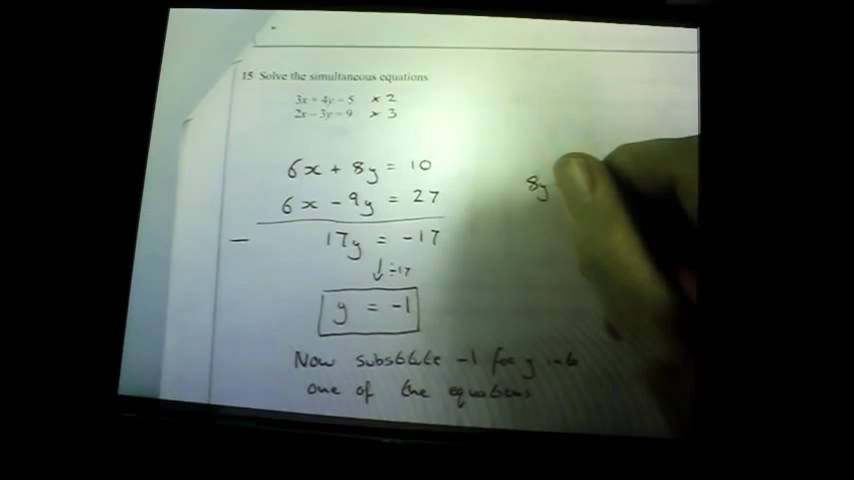 15 Solve the simultaneous equations
3x + 4y = 5 × 2
2x − 3y = 9 × 3
6x + 8y = 10
6x − 9y = 27
− 17y = −17
↓ ÷17
y = −1
8y
Now substitute −1 for y into
one of the equations